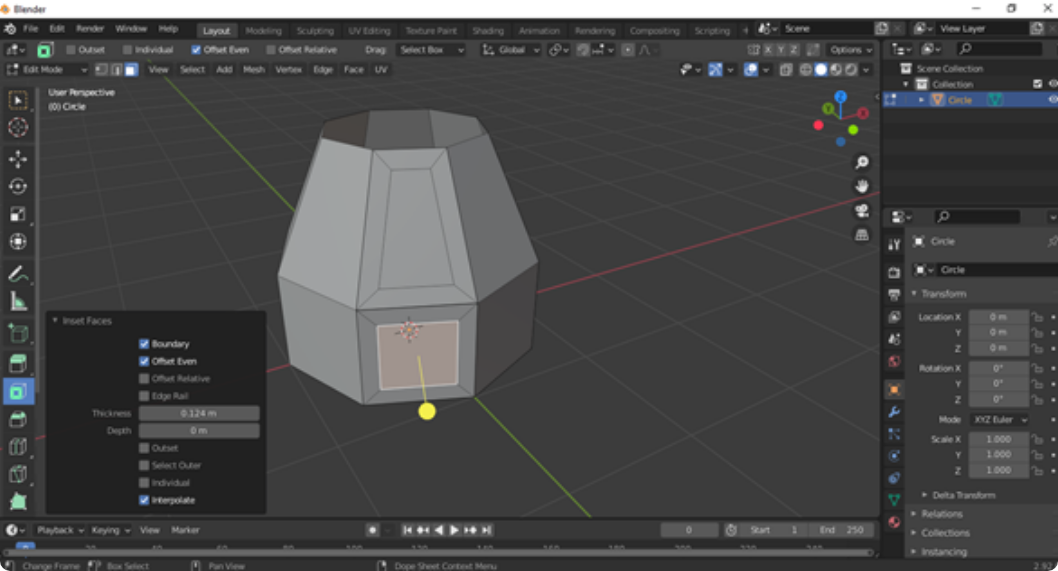 Blender
File Edit Render Window Help Layout Modeling Sculpting UV Editing Texture Paint Shading Animation Rendering Compositing Scripting Scene View Layer
Outset Individual Offset Even Offset Relative Drag: Select Box Global X Y Z Options
Edit Mode View Select Add Mesh Vertex Edge Face UV
User Perspective
(0) Circle
Scene Collection
Collection
Circle
Z
Y
X
Circle
Circle
Transform
Location X 0 m
Y 0 m
Z 0 m
Rotation X 0°
Y 0°
Z 0°
Mode XYZ Euler
Scale X 1.000
Y 1.000
Z 1.000
Delta Transform
Relations
Collections
Instancing
Inset Faces
Boundary
Offset Even
Offset Relative
Edge Rail
Thickness 0.124 m
Depth 0 m
Outset
Select Outer
Individual
Interpolate
Playback Keying View Marker 0 Start 1 End 250
Change Frame Box Select Pan View Dope Sheet Context Menu